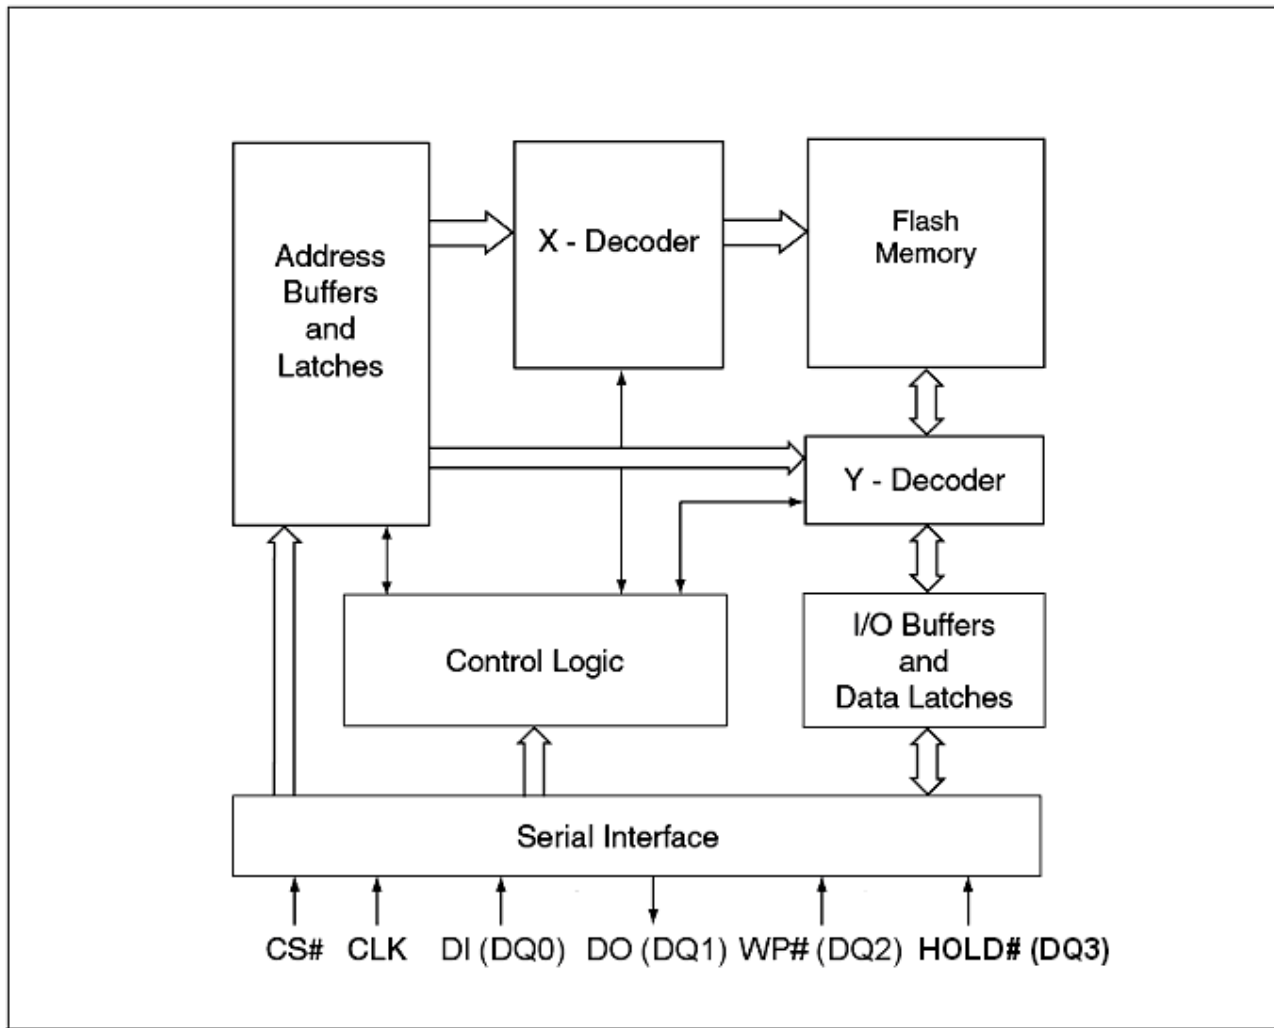 Address
Buffers
and
Latches
X - Decoder
Flash
Memory
Y - Decoder
Control Logic
I/O Buffers
and
Data Latches
Serial Interface
CS# CLK DI (DQ0) DO (DQ1) WP# (DQ2) HOLD# (DQ3)